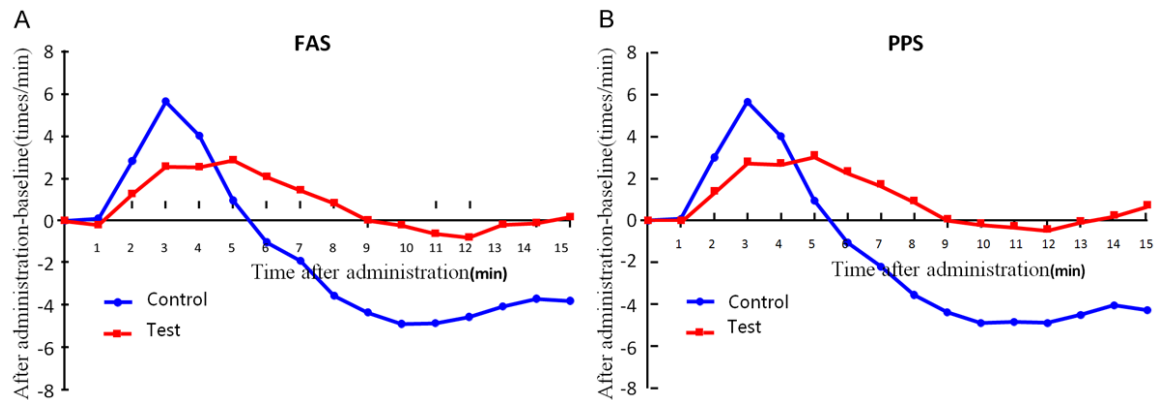 A
FAS
After administration-baseline(times/min)
8
6
4
2
0
-2
-4
-6
-8
1 2 3 4 5 6 7 8 9 10 11 12 13 14 15
Time after administration(min)
Control
Test
B
PPS
After administration-baseline(times/min)
8
6
4
2
0
-2
-4
-6
-8
1 2 3 4 5 6 7 8 9 10 11 12 13 14 15
Time after administration(min)
Control
Test